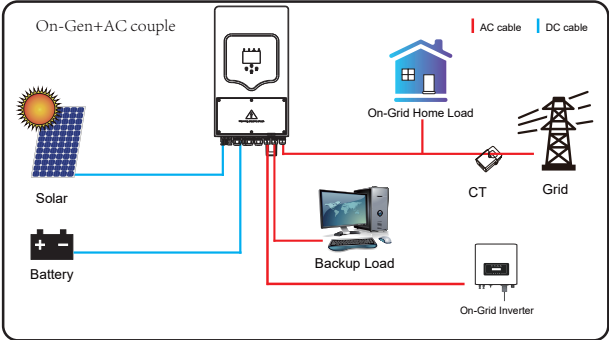 On-Gen+AC couple
AC cable
DC cable
On-Grid Home Load
CT
Grid
Solar
Battery
Backup Load
On-Grid Inverter